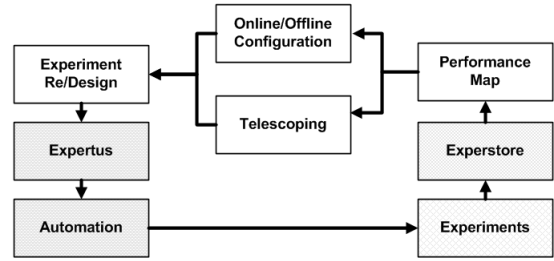 Online/Offline
Configuration
Experiment
Re/Design
Performance
Map
Telescoping
Expertus
Experstore
Automation
Experiments